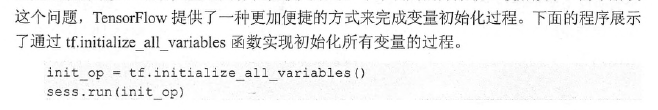 这个问题，TensorFlow 提供了一种更加便捷的方式来完成变量初始化过程。下面的程序展示
了通过 tf.initialize_all_variables 函数实现初始化所有变量的过程。
init_op = tf.initialize_all_variables()
sess.run(init_op)